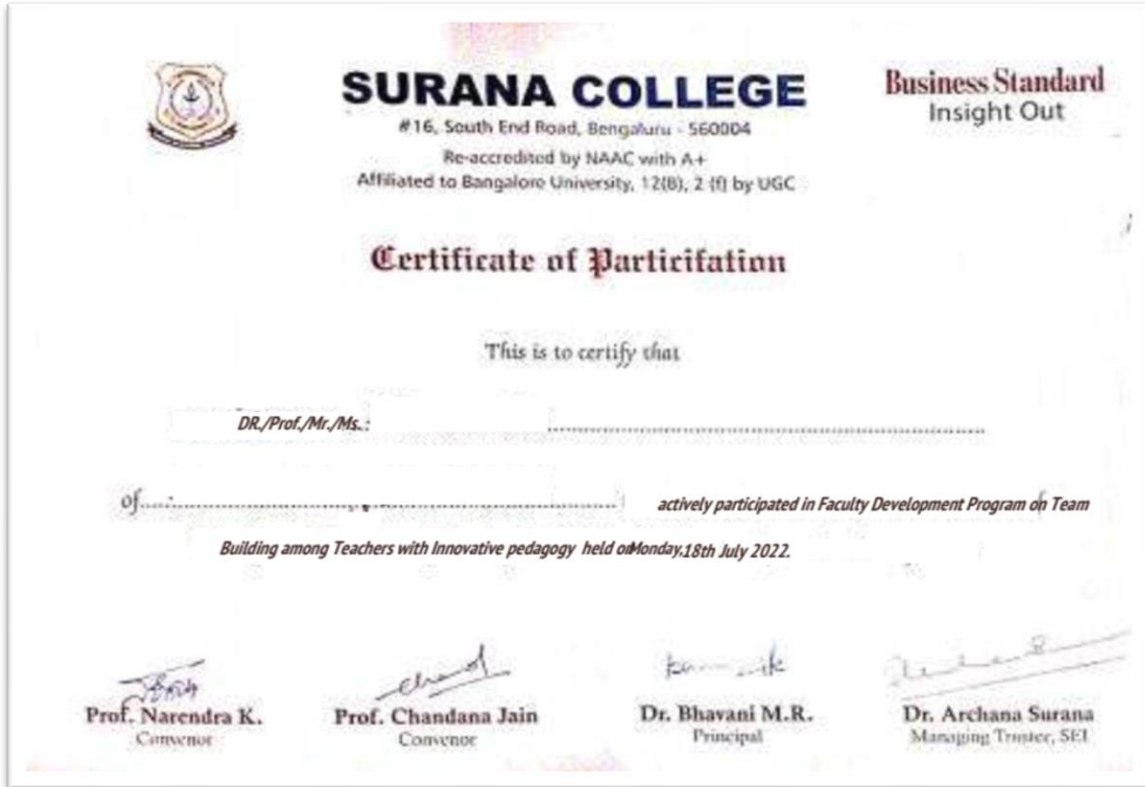 SURANA COLLEGE
#16, South End Road, Bengaluru - 560004
Re-accredited by NAAC with A+
Affiliated to Bangalore University, 12(B), 2 (f) by UGC
Business Standard
Insight Out
Certificate of Particifation
This is to certify that
DR./Prof./Mr./Ms.:
of actively participated in Faculty Development Program on Team
Building among Teachers with Innovative pedagogy held on Monday,18th July 2022.
Prof. Narendra K.
Convenor
Prof. Chandana Jain
Convenor
Dr. Bhavani M.R.
Principal
Dr. Archana Surana
Managing Trustee, SEI